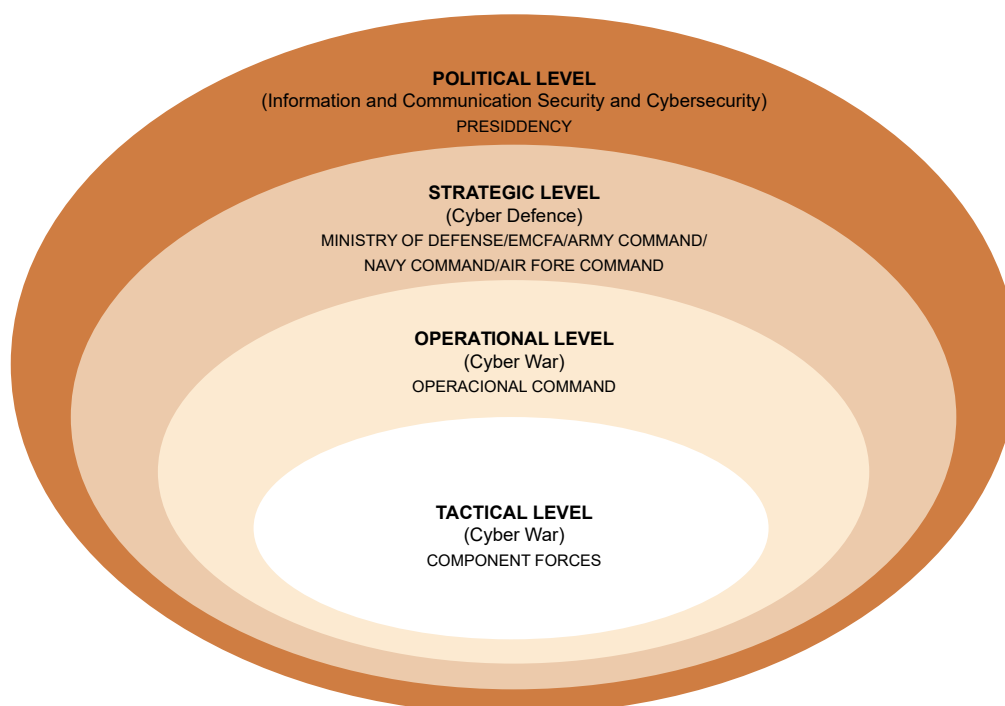 POLITICAL LEVEL
(Information and Communication Security and Cybersecurity)
PRESIDDENCY
STRATEGIC LEVEL
(Cyber Defence)
MINISTRY OF DEFENSE/EMCFA/ARMY COMMAND/
NAVY COMMAND/AIR FORE COMMAND
OPERATIONAL LEVEL
(Cyber War)
OPERACIONAL COMMAND
TACTICAL LEVEL
(Cyber War)
COMPONENT FORCES